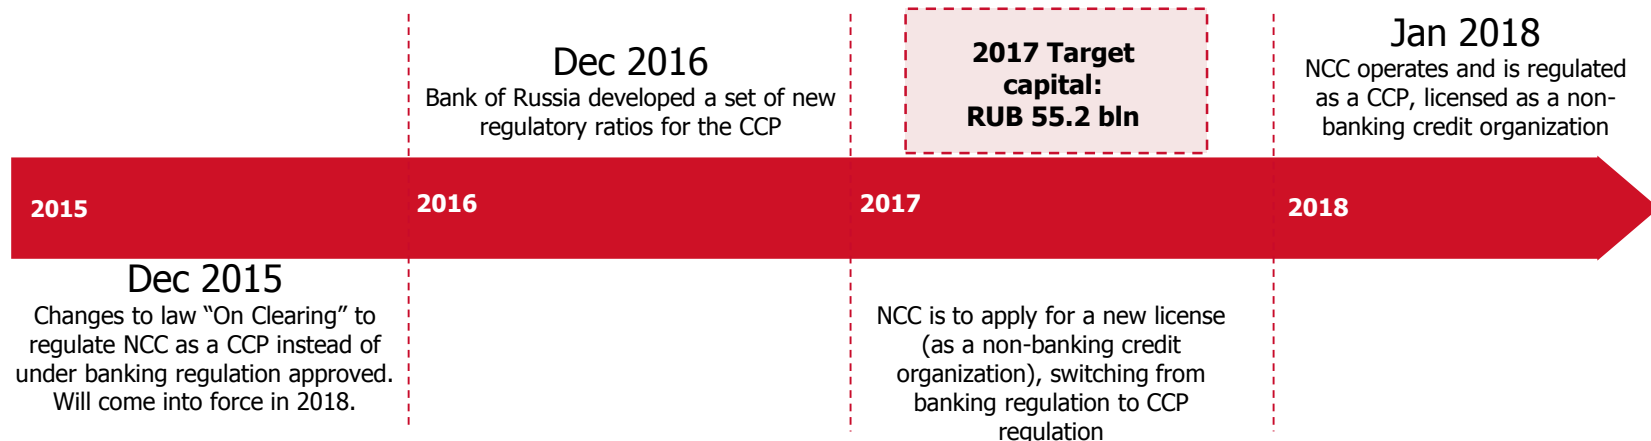 Dec 2016
Bank of Russia developed a set of new
regulatory ratios for the CCP
2017 Target
capital:
RUB 55.2 bln
Jan 2018
NCC operates and is regulated
as a CCP, licensed as a non-
banking credit organization
2015
2016
2017
2018
Dec 2015
Changes to law “On Clearing” to
regulate NCC as a CCP instead of
under banking regulation approved.
Will come into force in 2018.
NCC is to apply for a new license
(as a non-banking credit
organization), switching from
banking regulation to CCP
regulation